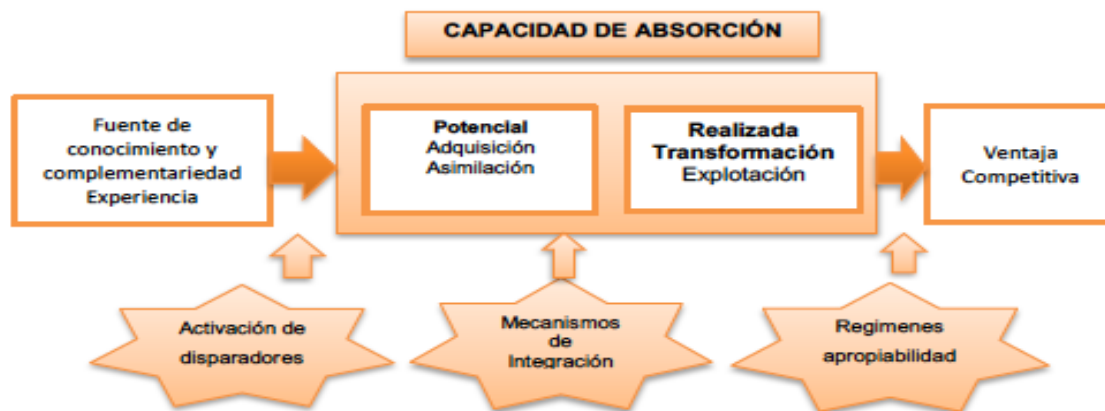 CAPACIDAD DE ABSORCIÓN
Fuente de
conocimiento y
complementariedad
Experiencia
Potencial
Adquisición
Asimilación
Realizada
Transformación
Explotación
Ventaja
Competitiva
Activación de
disparadores
Mecanismos
de
Integración
Regimenes
apropiabilidad